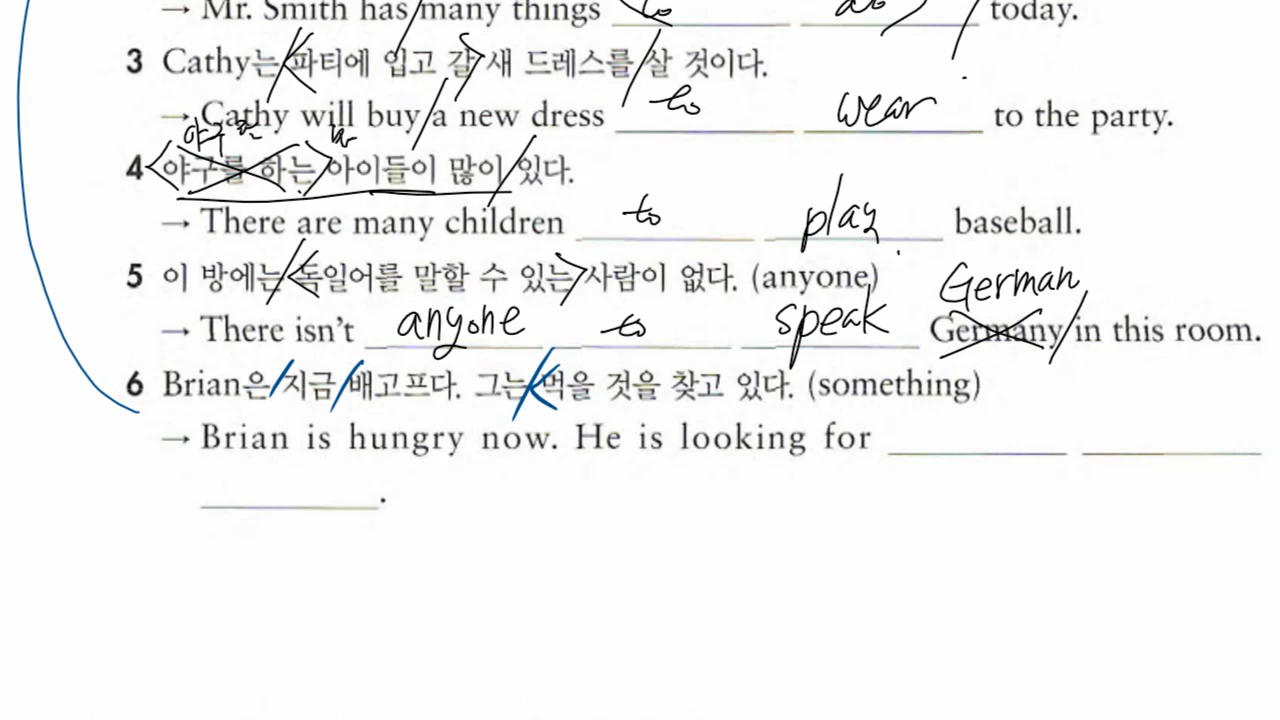 → Mr. Smith has many things to do today.
3 Cathy는 파티에 입고 갈 새 드레스를 살 것이다.
→ Cathy will buy a new dress to wear to the party.
야구
4 야구를 하는 아이들이 많이 있다.
→ There are many children to play baseball.
5 이 방에는 독일어를 말할 수 있는 사람이 없다. (anyone)
German
→ There isn't anyone to speak Germany in this room.
6 Brian은 지금 배고프다. 그는 먹을 것을 찾고 있다. (something)
→ Brian is hungry now. He is looking for
.